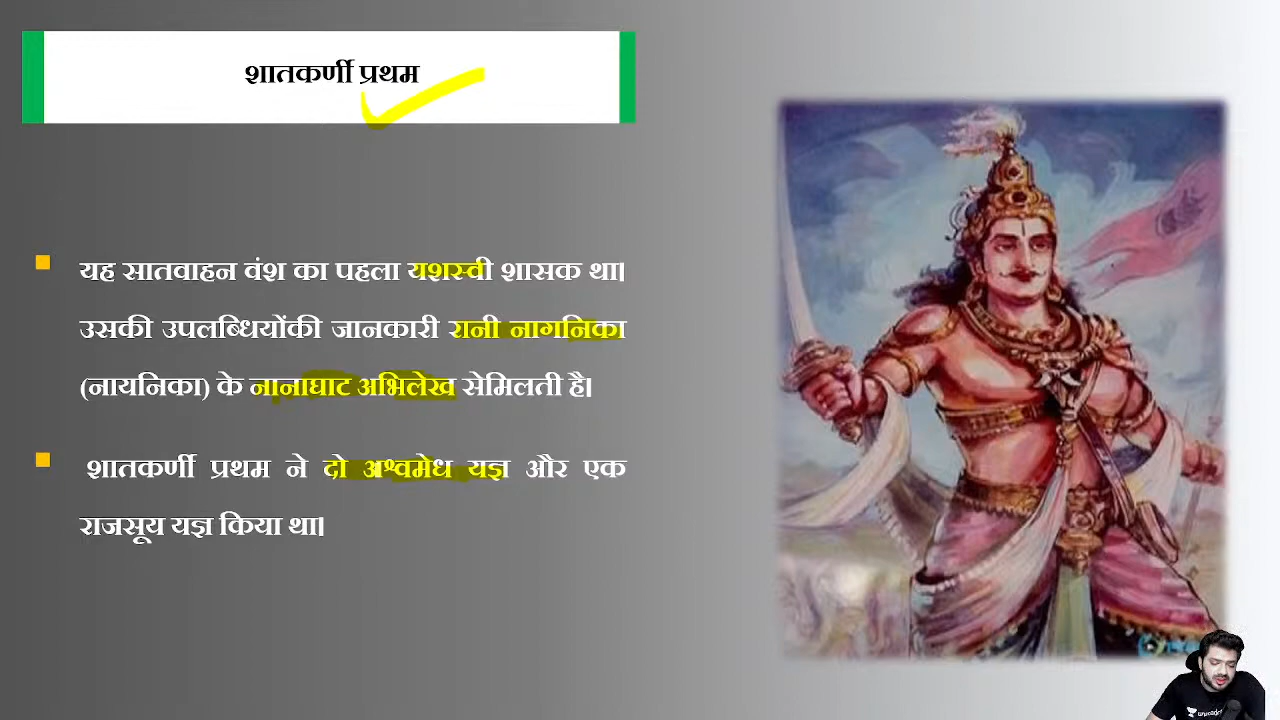 शातकर्णी प्रथम
यह सातवाहन वंश का पहला यशस्वी शासक था।
उसकी उपलब्धियोंकी जानकारी रानी नागनिका
(नायनिका) के नानाघाट अभिलेख सेमिलती है।
शातकर्णी प्रथम ने दो अश्वमेध यज्ञ और एक
राजसूय यज्ञ किया था।